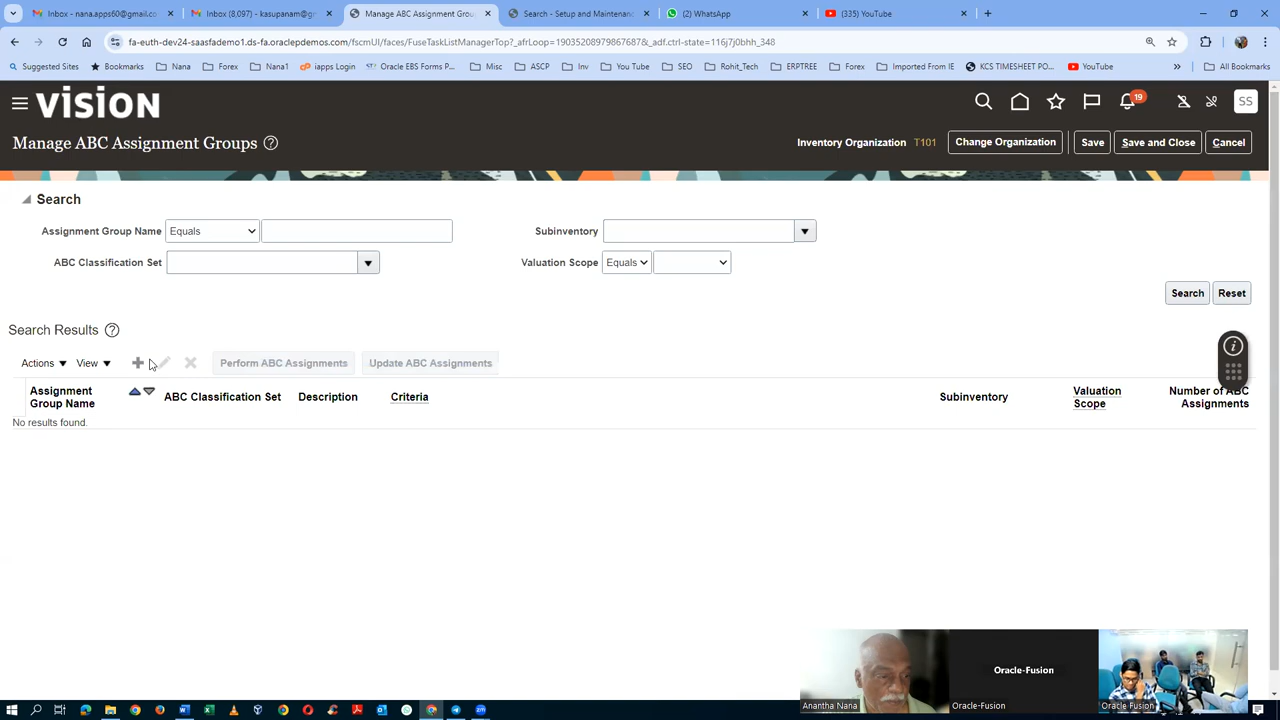 Inbox - nana.apps60@gmail.co
Inbox (8,097) - kasupanam@gr
Manage ABC Assignment Group
Search - Setup and Maintenanc
(2) WhatsApp
(335) YouTube
fa-euth-dev24-saasfademo1.ds-fa.oraclepdemos.com/fscmUI/faces/FuseTaskListManagerTop?_afrLoop=190352089798676878&_adf.ctrl-state=116j7j0bhh_348
Suggested Sites
Bookmarks
Nana
Forex
Nana1
iapps Login
Oracle EBS Forms P...
Misc
ASCP
Inv
You Tube
SEO
Rohit_Tech
ERPTREE
Forex
Imported From IE
KCS TIMESHEET PO...
YouTube
All Bookmarks
VISION
19
SS
Manage ABC Assignment Groups
Inventory Organization T101
Change Organization
Save
Save and Close
Cancel
Search
Assignment Group Name Equals
Subinventory
ABC Classification Set
Valuation Scope Equals
Search
Reset
Search Results
Actions
View
Perform ABC Assignments
Update ABC Assignments
Assignment Group Name
ABC Classification Set
Description
Criteria
Subinventory
Valuation Scope
Number of ABC Assignments
No results found.
Oracle-Fusion
Anantha Nana
Oracle-Fusion
Oracle Fusion